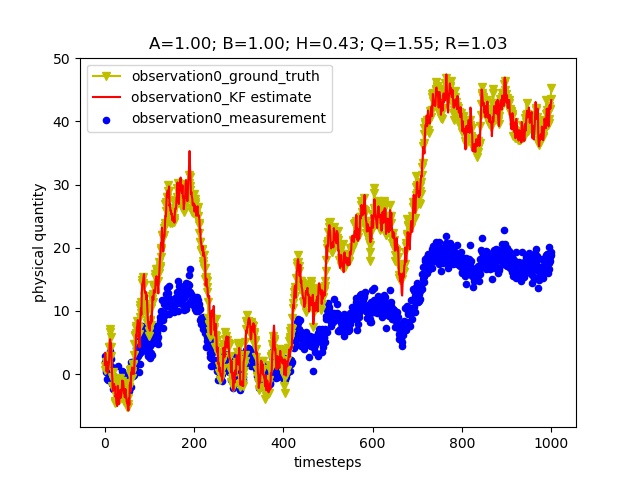 A=1.00; B=1.00; H=0.43; Q=1.55; R=1.03
observation0_ground_truth
observation0_KF estimate
observation0_measurement
physical quantity
50
40
30
20
10
0
0 200 400 600 800 1000
timesteps